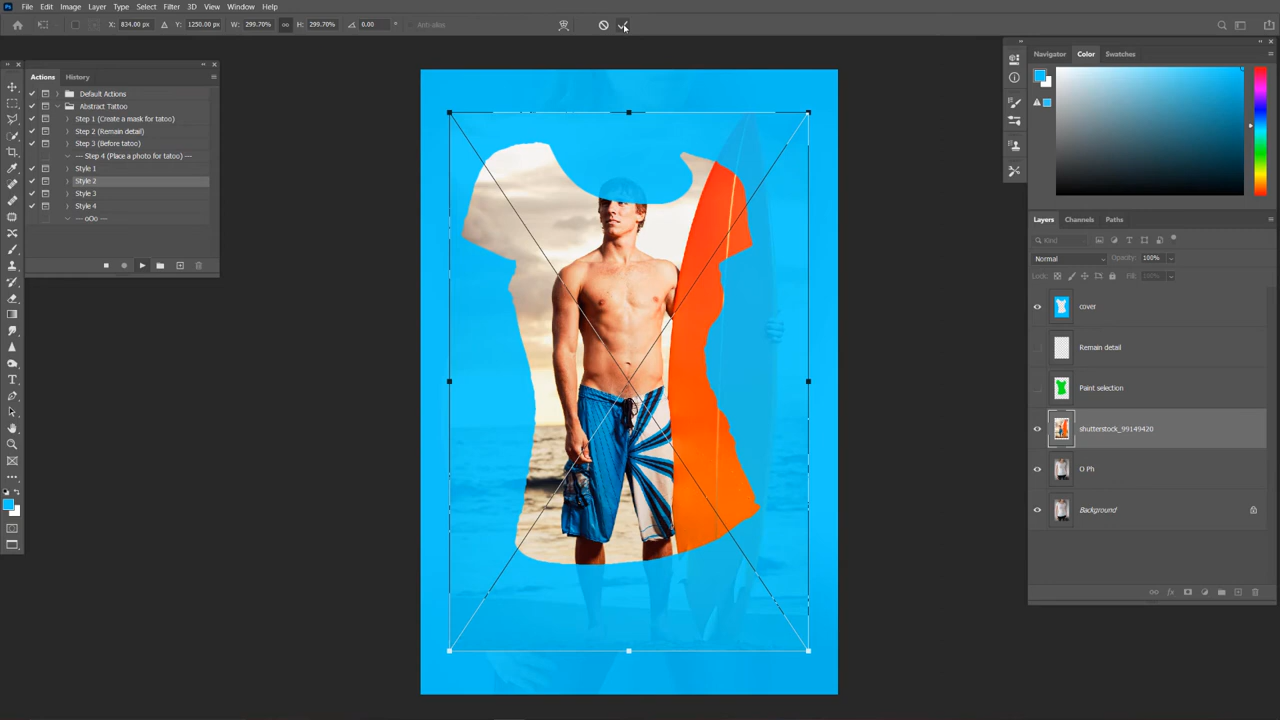 Ps File Edit Image Layer Type Select Filter 3D View Window Help
X: 834.00 px Y: 1250.00 px W: 299.70% H: 299.70% 0.00 ° Anti-alias
Actions History
Default Actions
Abstract Tattoo
Step 1 (Create a mask for tatoo)
Step 2 (Remain detail)
Step 3 (Before tatoo)
--- Step 4 (Place a photo for tatoo) ---
Style 1
Style 2
Style 3
Style 4
--- oOo ---
Navigator Color Swatches
Layers Channels Paths
Kind
Normal Opacity: 100%
Lock: Fill: 100%
cover
Remain detail
Paint selection
shutterstock_99149420
O Ph
Background